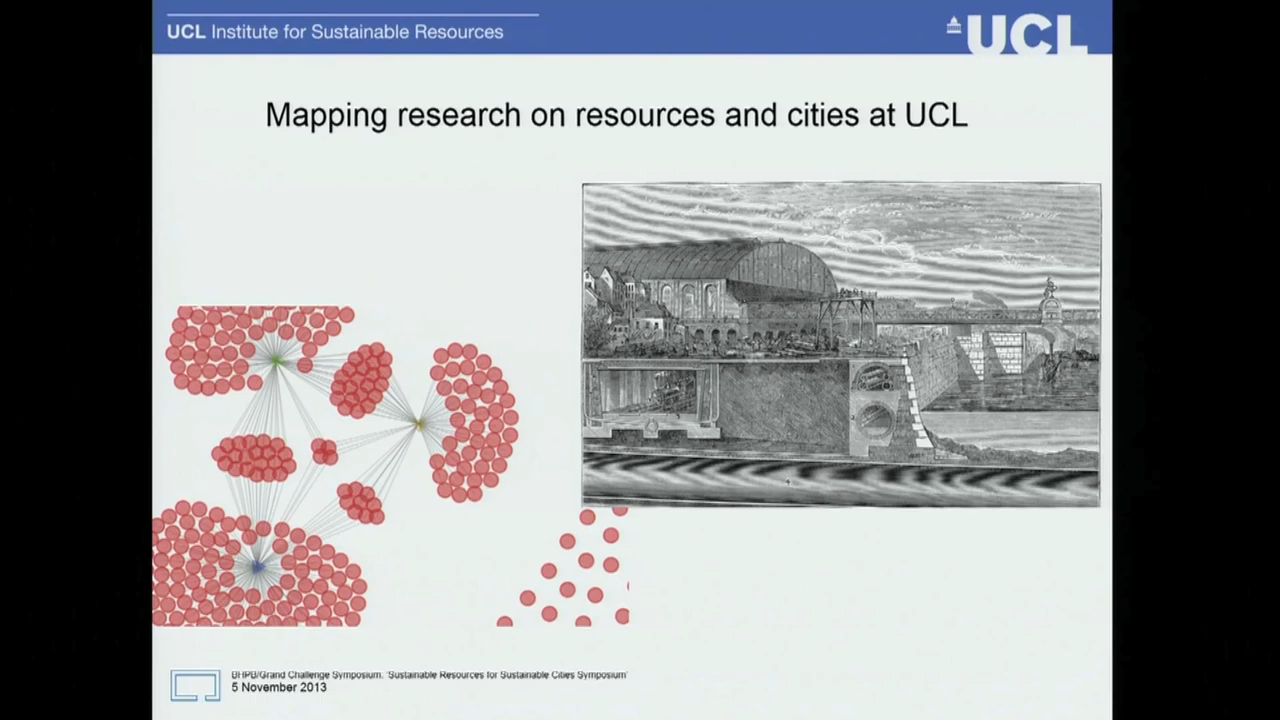 UCL Institute for Sustainable Resources
UCL
Mapping research on resources and cities at UCL
BHPB/Grand Challenge Symposium. 'Sustainable Resources for Sustainable Cities Symposium'
5 November 2013